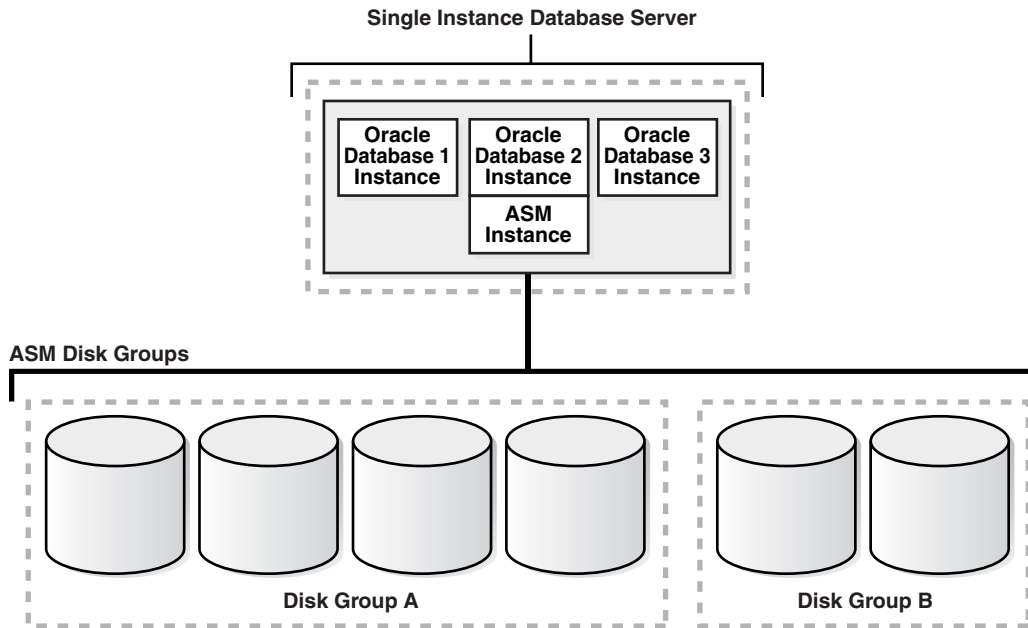 Single Instance Database Server
Oracle
Database 1
Instance
Oracle
Database 2
Instance
Oracle
Database 3
Instance
ASM
Instance
ASM Disk Groups
Disk Group A
Disk Group B